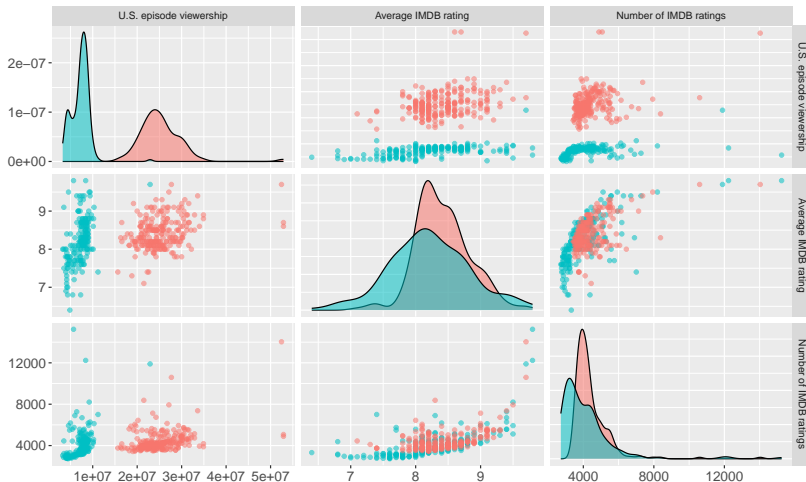 U.S. episode viewership
Average IMDB rating
Number of IMDB ratings
2e−07
1e−07
0e+00
U.S. episode viewership
9
8
7
Average IMDB rating
12000
8000
4000
Number of IMDB ratings
1e+07 2e+07 3e+07 4e+07 5e+07
7 8 9
4000 8000 12000